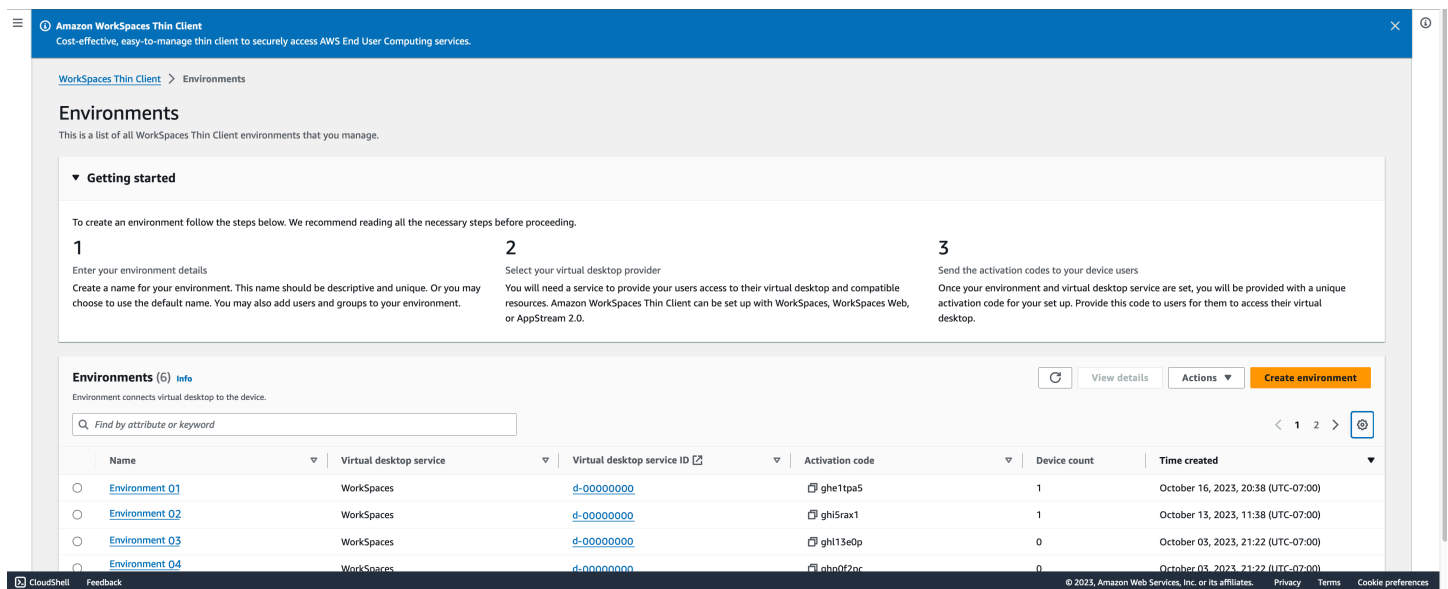 Amazon WorkSpaces Thin Client
Cost-effective, easy-to-manage thin client to securely access AWS End User Computing services.
WorkSpaces Thin Client > Environments
Environments
This is a list of all WorkSpaces Thin Client environments that you manage.
Getting started
To create an environment follow the steps below. We recommend reading all the necessary steps before proceeding.
1
Enter your environment details
Create a name for your environment. This name should be descriptive and unique. Or you may
choose to use the default name. You may also add users and groups to your environment.
2
Select your virtual desktop provider
You will need a service to provide your users access to their virtual desktop and compatible
resources. Amazon WorkSpaces Thin Client can be set up with WorkSpaces, WorkSpaces Web,
or AppStream 2.0.
3
Send the activation codes to your device users
Once your environment and virtual desktop service are set, you will be provided with a unique
activation code for your set up. Provide this code to users for them to access their virtual
desktop.
Environments (6) Info
View details Actions Create environment
Environment connects virtual desktop to the device.
Find by attribute or keyword
1 2
Name Virtual desktop service Virtual desktop service ID Activation code Device count Time created
Environment 01 WorkSpaces d-00000000 ghe1tpa5 1 October 16, 2023, 20:38 (UTC-07:00)
Environment 02 WorkSpaces d-00000000 ghi5rax1 1 October 13, 2023, 11:38 (UTC-07:00)
Environment 03 WorkSpaces d-00000000 ghl13e0p 0 October 03, 2023, 21:22 (UTC-07:00)
Environment 04 WorkSpaces d-00000000 ghp0f2pc 0 October 03, 2023, 21:22 (UTC-07:00)
CloudShell Feedback © 2023, Amazon Web Services, Inc. or its affiliates. Privacy Terms Cookie preferences